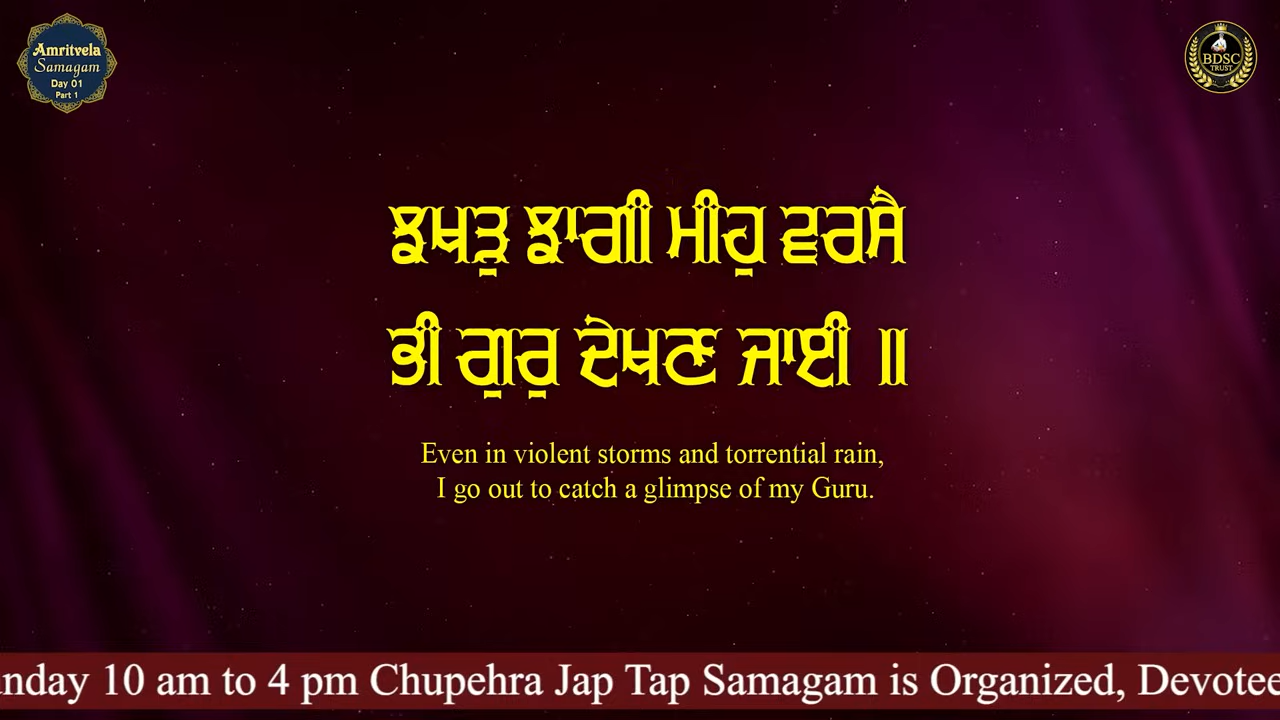 Amritvela
Samagam
Day 01
Part 1
BDSC
TRUST
ਝਖੜੁ ਝਾਗੀ ਮੀਹੁ ਵਰਸੈ
ਭੀ ਗੁਰੁ ਦੇਖਣ ਜਾਈ ॥
Even in violent storms and torrential rain,
I go out to catch a glimpse of my Guru.
nday 10 am to 4 pm Chupehra Jap Tap Samagam is Organized, Devotee